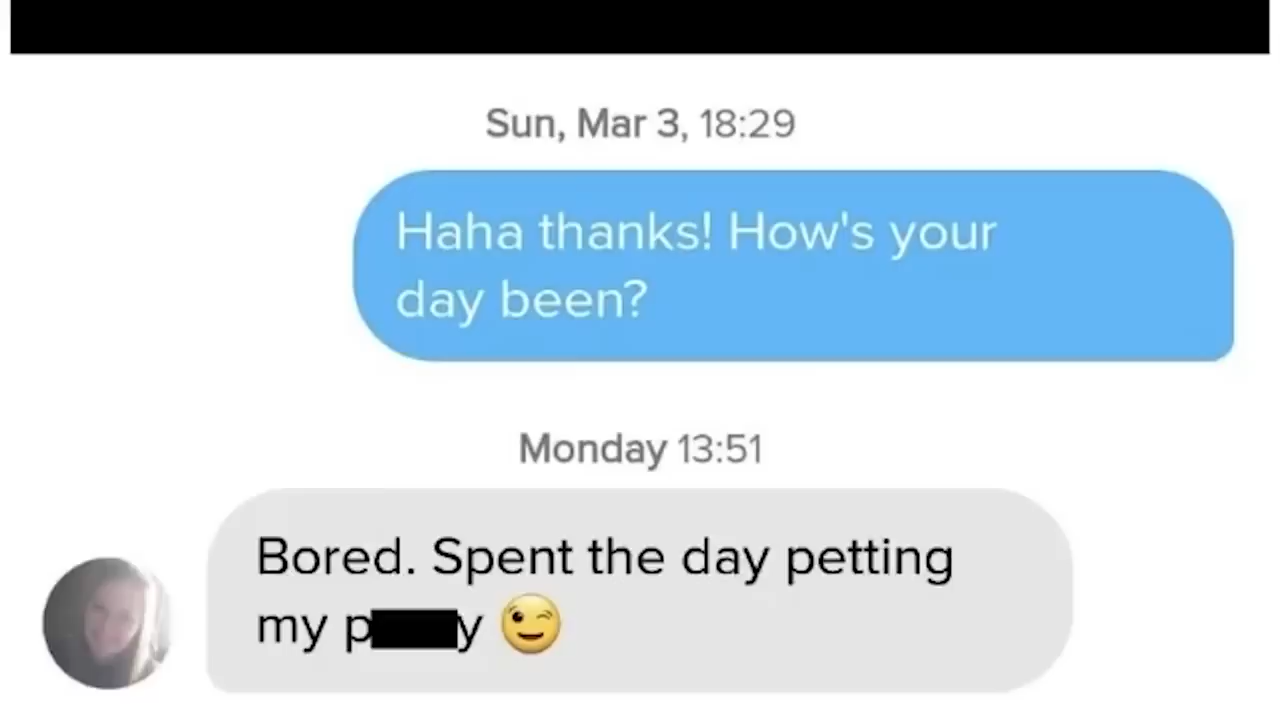 Sun, Mar 3, 18:29
Haha thanks! How's your
day been?
Monday 13:51
Bored. Spent the day petting
my 😉